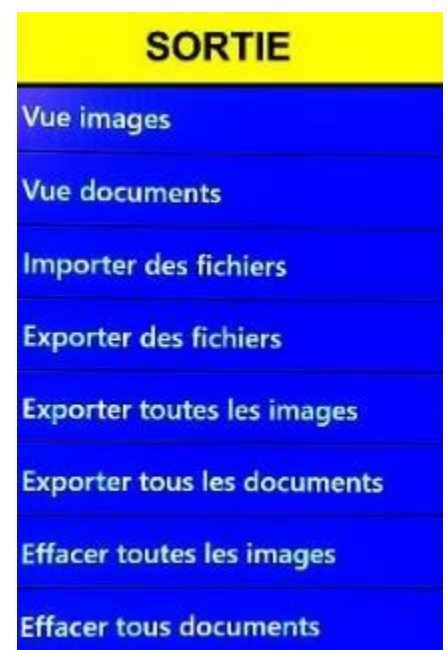 SORTIE
Vue images
Vue documents
Importer des fichiers
Exporter des fichiers
Exporter toutes les images
Exporter tous les documents
Effacer toutes les images
Effacer tous documents